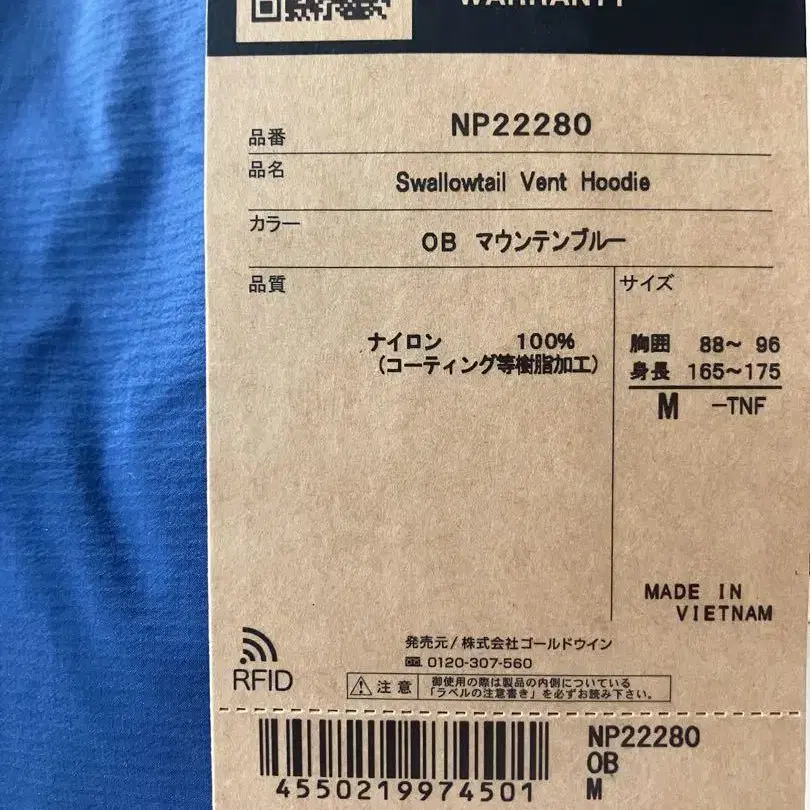 WARRANTY
品番 NP22280
品名 Swallowtail Vent Hoodie
カラー OB マウンテンブルー
品質
サイズ
ナイロン 100%
(コーティング等樹脂加工)
胸囲 88~ 96
身長 165~175
M -TNF
MADE IN
VIETNAM
発売元/株式会社ゴールドウイン
0120-307-560
RFID
注意
御使用の際は製品の内側についている
「ラベルの注意書き」を必ずお読み下さい。
4550219974501
NP22280
OB
M